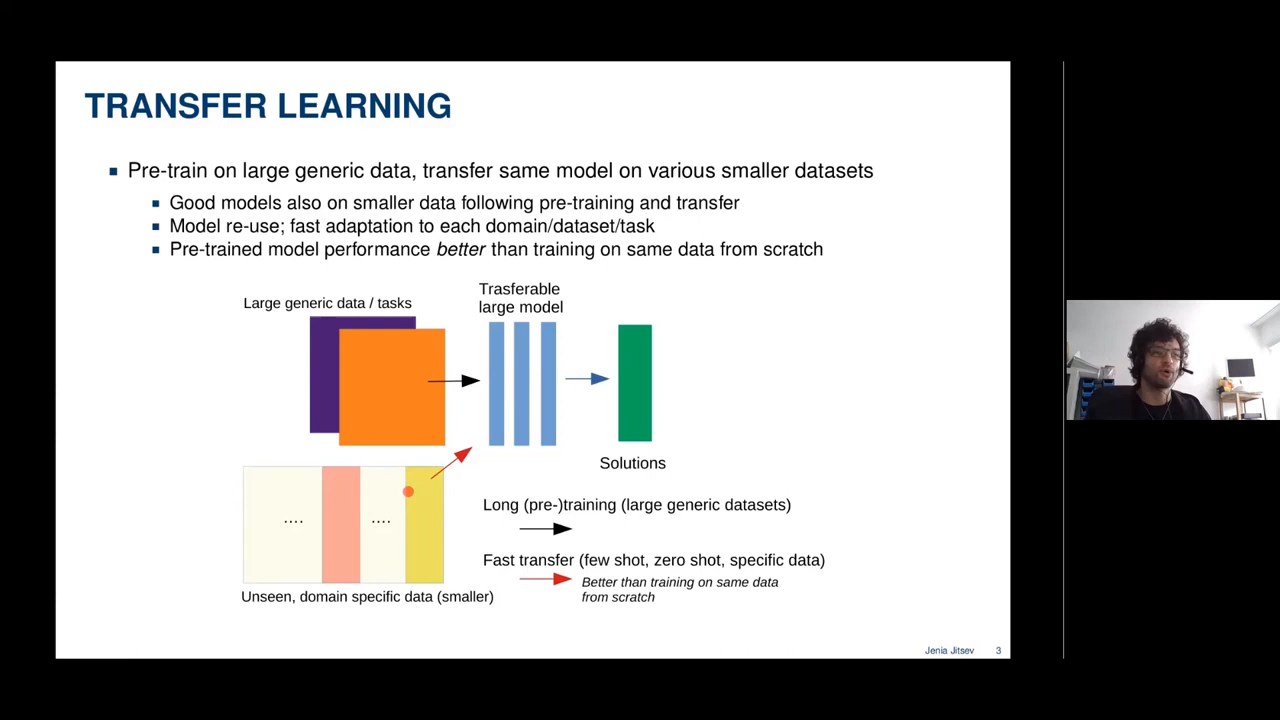 TRANSFER LEARNING
Pre-train on large generic data, transfer same model on various smaller datasets
Good models also on smaller data following pre-training and transfer
Model re-use; fast adaptation to each domain/dataset/task
Pre-trained model performance better than training on same data from scratch
Large generic data / tasks
Trasferable
large model
Solutions
....
....
Unseen, domain specific data (smaller)
Long (pre-)training (large generic datasets)
Fast transfer (few shot, zero shot, specific data)
Better than training on same data
from scratch
Jenia Jitsev
3